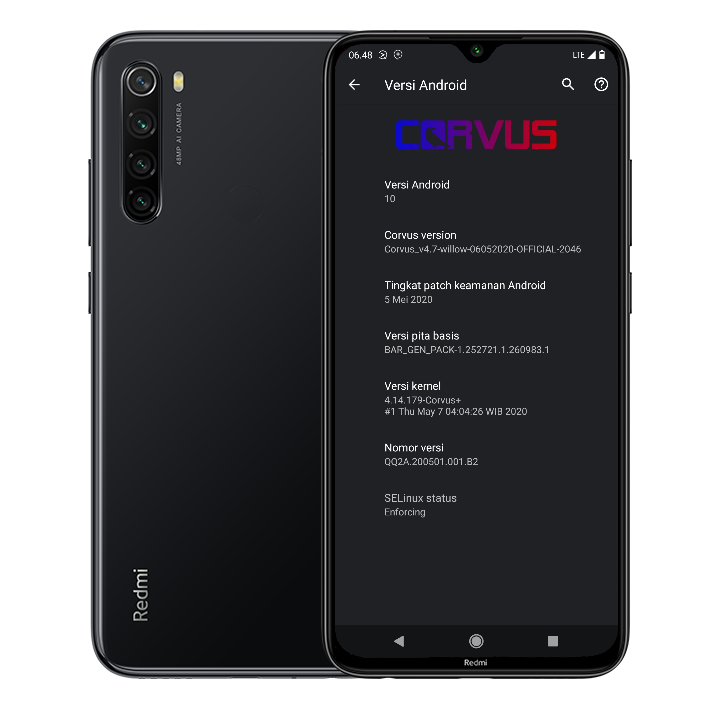 48MP AI CAMERA
Redmi
06.48
LTE
Versi Android
CORVUS
Versi Android
10
Corvus version
Corvus_v4.7-willow-06052020-OFFICIAL-2046
Tingkat patch keamanan Android
5 Mei 2020
Versi pita basis
BAR_GEN_PACK-1.252721.1.260983.1
Versi kernel
4.14.179-Corvus+
#1 Thu May 7 04:04:26 WIB 2020
Nomor versi
QQ2A.200501.001.B2
SELinux status
Enforcing
Redmi